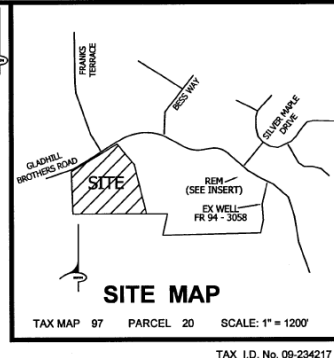 FRANKS
TERRACE
BESS WAY
SILVER MAPLE
DRIVE
GLADHILL
BROTHERS ROAD
SITE
REM
(SEE INSERT)
EX WELL
FR 94 - 3058
SITE MAP
TAX MAP 97 PARCEL 20 SCALE: 1" = 1200'
TAX I.D. No. 09-234217